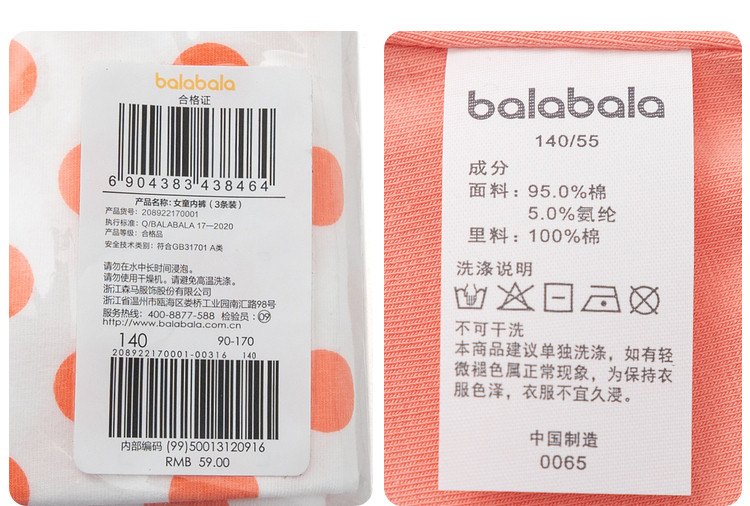 balabala
合格证
6 904383 438464
产品名称: 女童内裤（3条装）
产品货号: 208922170001
执行标准: Q/BALABALA 17—2020
产品等级: 合格品
安全技术类别: 符合GB31701 A类
请勿在水中长时间浸泡。
请勿使用干燥机。请避免高温洗涤。
浙江森马服饰股份有限公司
浙江省温州市瓯海区娄桥工业园南汇路98号
服务热线: 400-8877-588 检验员: 09
http://www.balabala.com.cn
140 90-170
208922170001-00316 140
内部编码 (99)50013120916
RMB 59.00
balabala
140/55
成分
面料: 95.0%棉
5.0%氨纶
里料: 100%棉
洗涤说明
不可干洗
本商品建议单独洗涤，如有轻
微褪色属正常现象，为保持衣
服色泽，衣服不宜久浸。
中国制造
0065